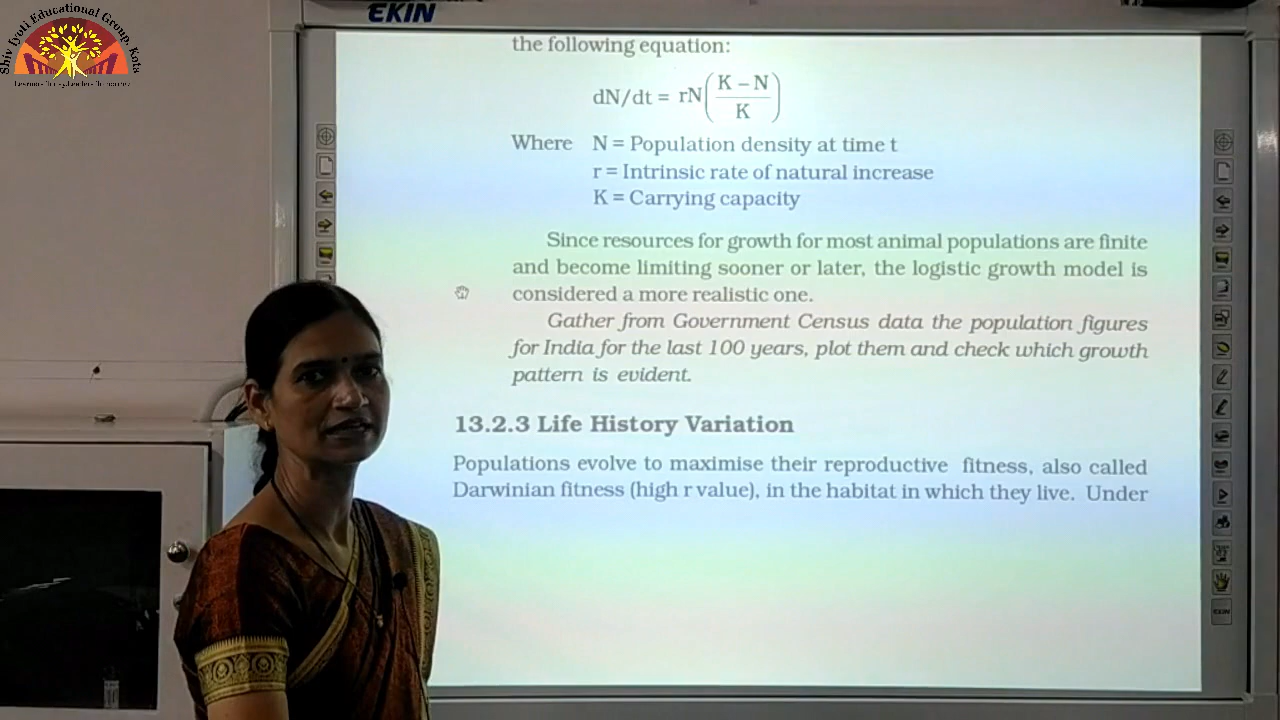 Shiv Jyoti Educational Group, Kota
EKIN
the following equation:
dN/dt = rN(K – N / K)
Where N = Population density at time t
r = Intrinsic rate of natural increase
K = Carrying capacity
Since resources for growth for most animal populations are finite
and become limiting sooner or later, the logistic growth model is
considered a more realistic one.
Gather from Government Census data the population figures
for India for the last 100 years, plot them and check which growth
pattern is evident.
13.2.3 Life History Variation
Populations evolve to maximise their reproductive fitness, also called
Darwinian fitness (high r value), in the habitat in which they live. Under
EKIN